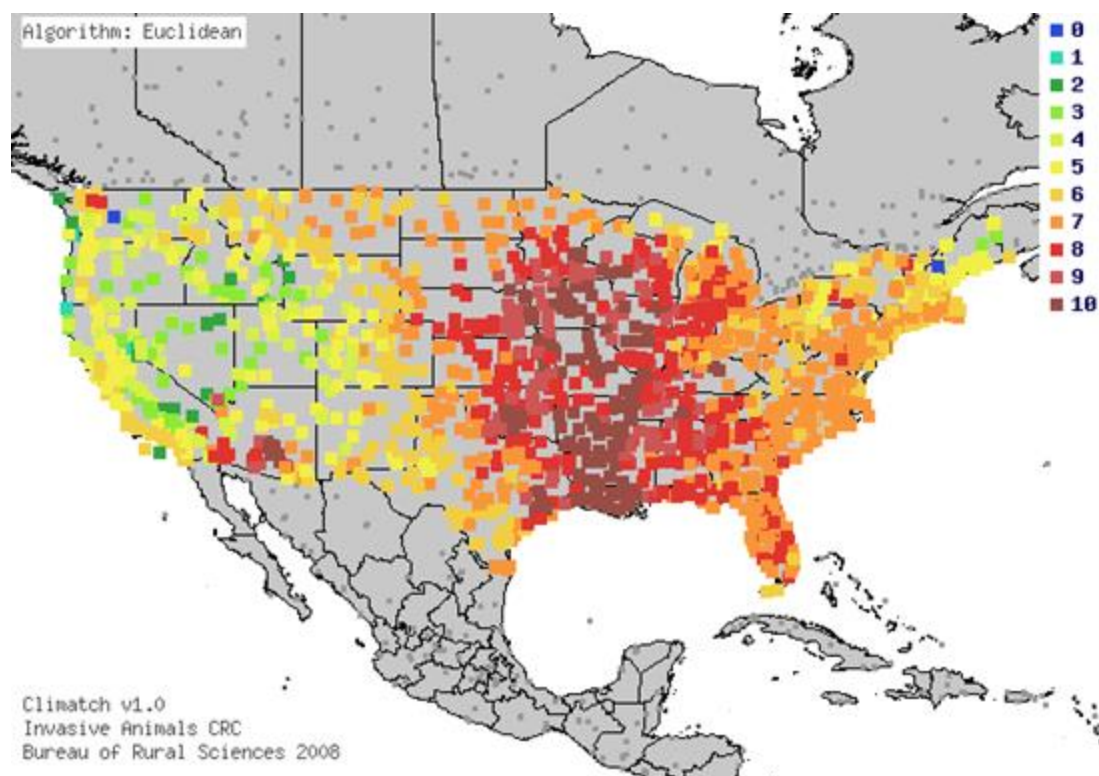 Algorithm: Euclidean
0
1
2
3
4
5
6
7
8
9
10
Climatch v1.0
Invasive Animals CRC
Bureau of Rural Sciences 2008